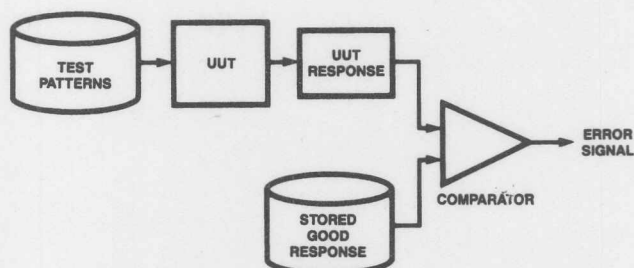 TEST
PATTERNS
UUT
UUT
RESPONSE
ERROR
SIGNAL
COMPARATOR
STORED
GOOD
RESPONSE